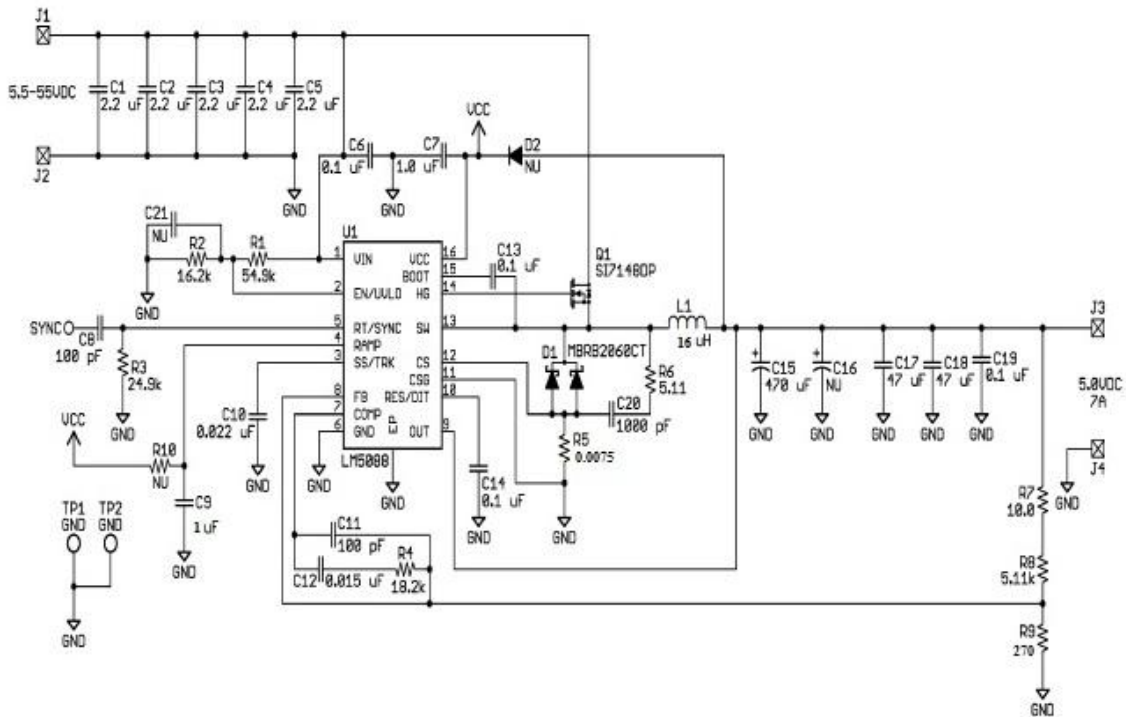 J1
5.5-55VDC
C1
2.2 uF
C2
2.2 uF
C3
2.2 uF
C4
2.2 uF
C5
2.2 uF
J2
GND
C6
0.1 uF
C7
1.0 uF
GND
VCC
D2
NU
C21
NU
R2
16.2k
R1
54.9k
GND
U1
1 VIN VCC 16
BOOT 15
2 EN/UVLO HG 14
5 RT/SYNC SW 13
4 RAMP
3 SS/TRK CS 12
CSG 11
8 FB RES/DIT 10
7 COMP
6 GND EP OUT 9
LM5088
GND
GND
C13
0.1 uF
Q1
SI7148DP
SYNC
C8
100 pF
R3
24.9k
GND
L1
16 uH
D1
MBRB2060CT
R6
5.11
C20
1000 pF
R5
0.0075
GND
C14
0.1 uF
GND
C10
0.022 uF
GND
VCC
R10
NU
C9
1 uF
GND
TP1
GND
TP2
GND
GND
C11
100 pF
C12
0.015 uF
R4
18.2k
+
C15
470 uF
GND
+
C16
NU
GND
C17
47 uF
GND
C18
47 uF
GND
C19
0.1 uF
GND
J3
5.0VDC
7A
J4
GND
R7
10.0
R8
5.11k
R9
270
GND